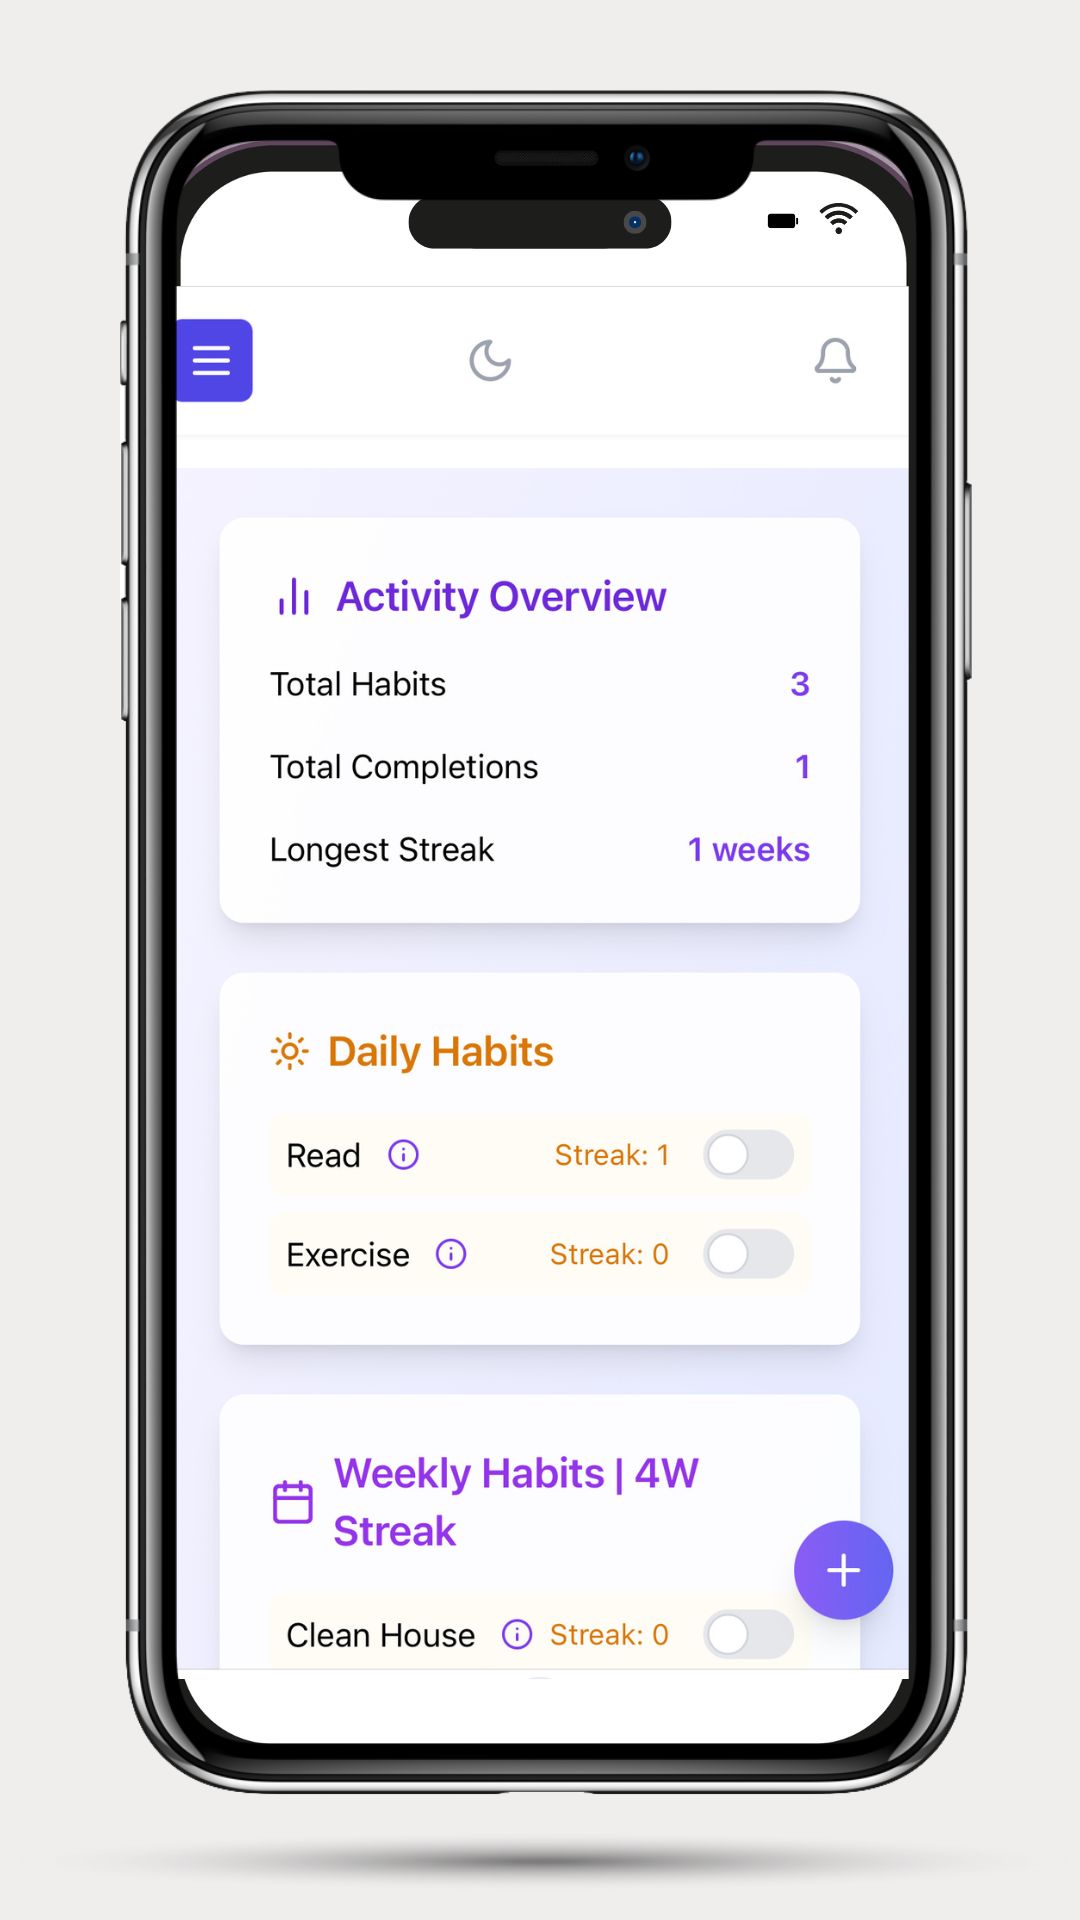 Activity Overview
Total Habits 3
Total Completions 1
Longest Streak 1 weeks
Daily Habits
Read Streak: 1
Exercise Streak: 0
Weekly Habits | 4W
Streak
Clean House Streak: 0